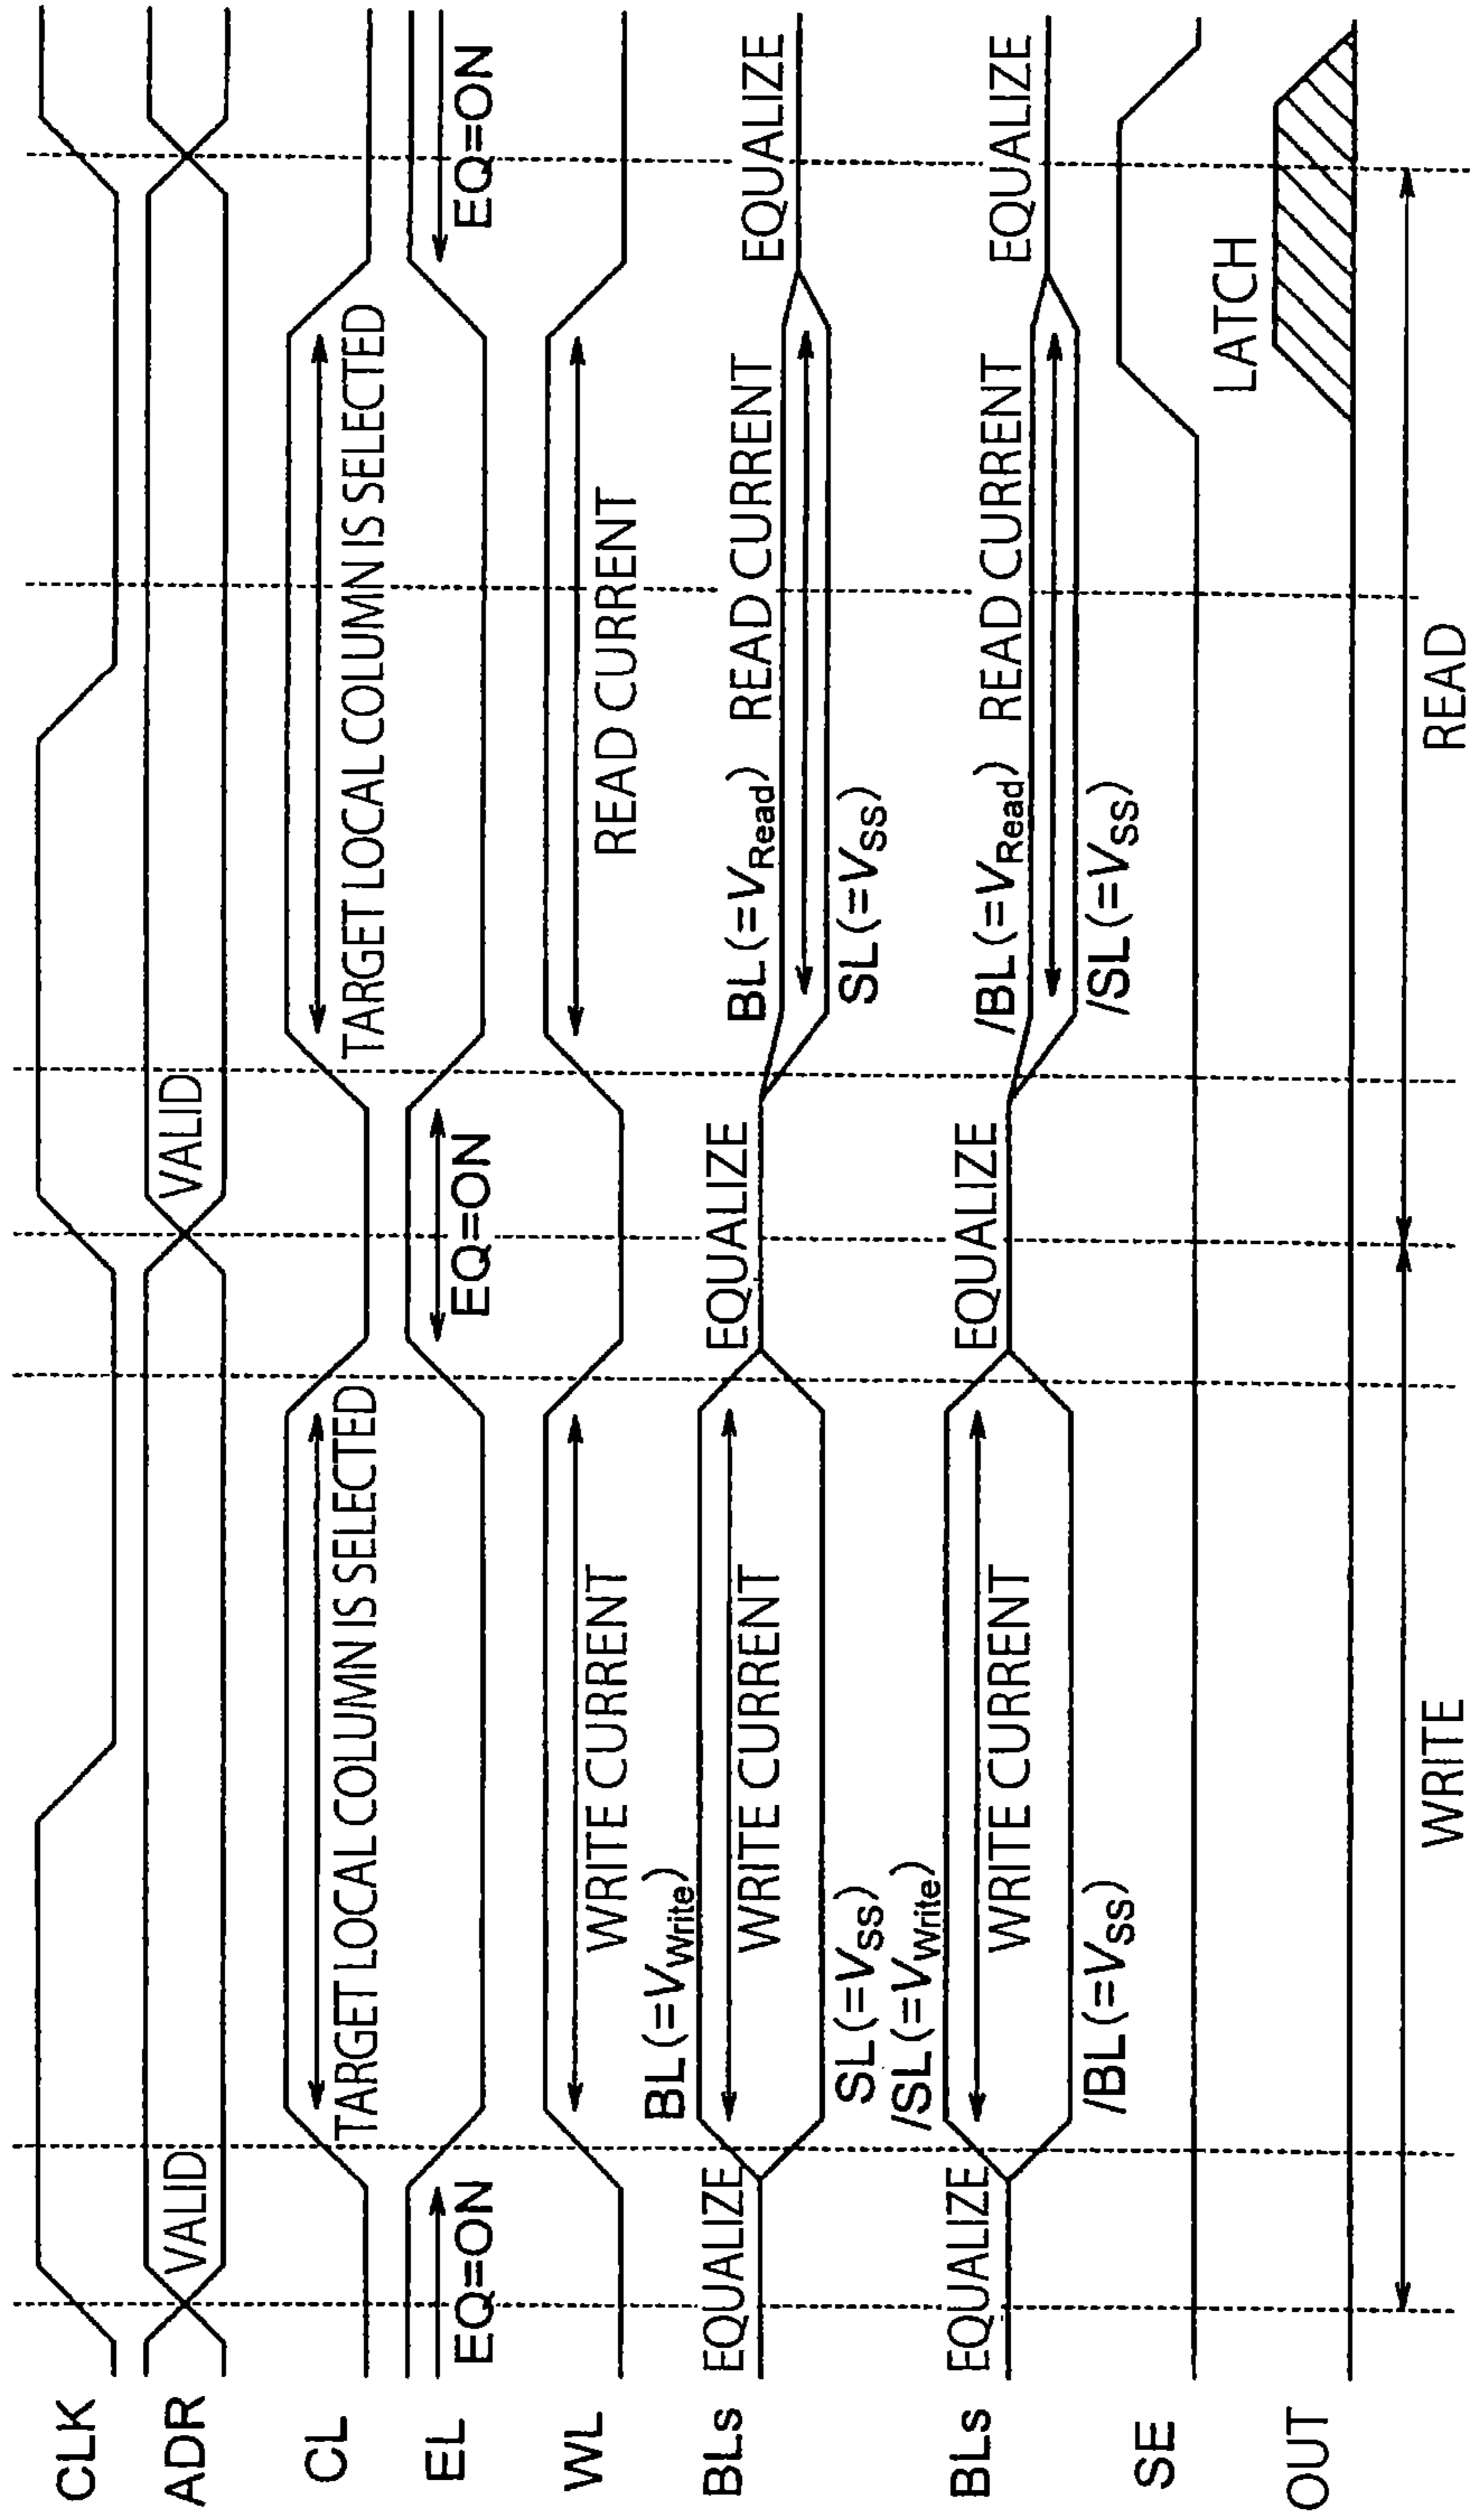 CLK
ADR
VALID
VALID
CL
TARGET LOCAL COLUMN IS SELECTED
TARGET LOCAL COLUMN IS SELECTED
EL
EQ=ON
EQ=ON
EQ=ON
WL
WRITE CURRENT
READ CURRENT
BLs
EQUALIZE
BL(=VWrite)
WRITE CURRENT
SL(=VSS)
EQUALIZE
BL(=VRead)
READ CURRENT
SL(=VSS)
EQUALIZE
BLs
EQUALIZE
/SL(=VWrite)
WRITE CURRENT
/BL(=VSS)
EQUALIZE
/BL(=VRead)
READ CURRENT
/SL(=VSS)
EQUALIZE
SE
OUT
LATCH
WRITE
READ